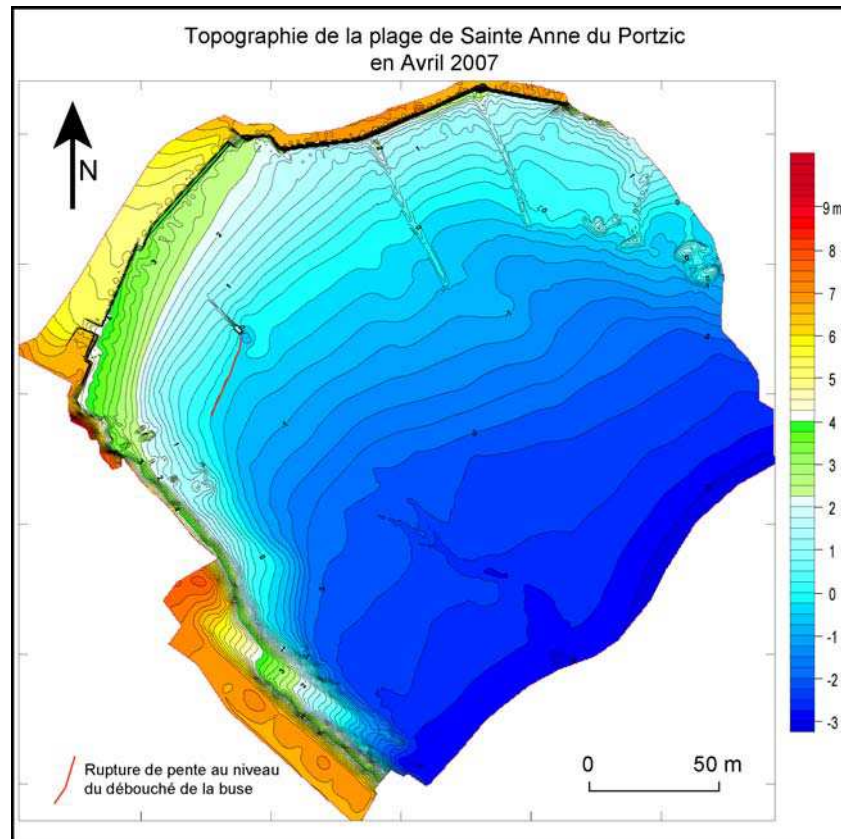 Topographie de la plage de Sainte Anne du Portzic
en Avril 2007
N
9 m
8
7
6
5
4
3
2
1
0
-1
-2
-3
Rupture de pente au niveau
du débouché de la buse
0 50 m